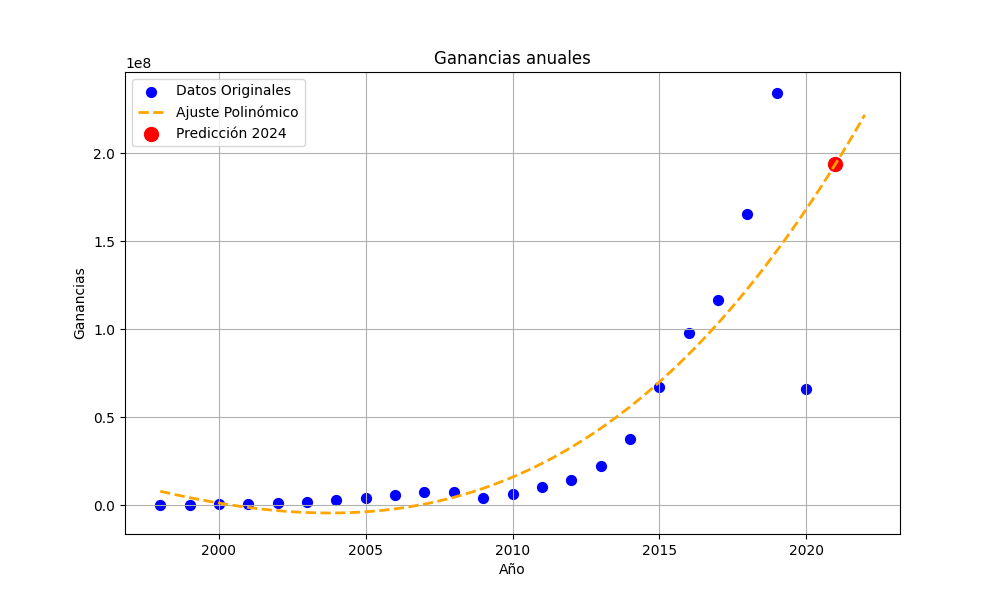 Ganancias anuales
1e8
Datos Originales
Ajuste Polinómico
Predicción 2024
2.0
1.5
1.0
0.5
0.0
Ganancias
2000 2005 2010 2015 2020
Año